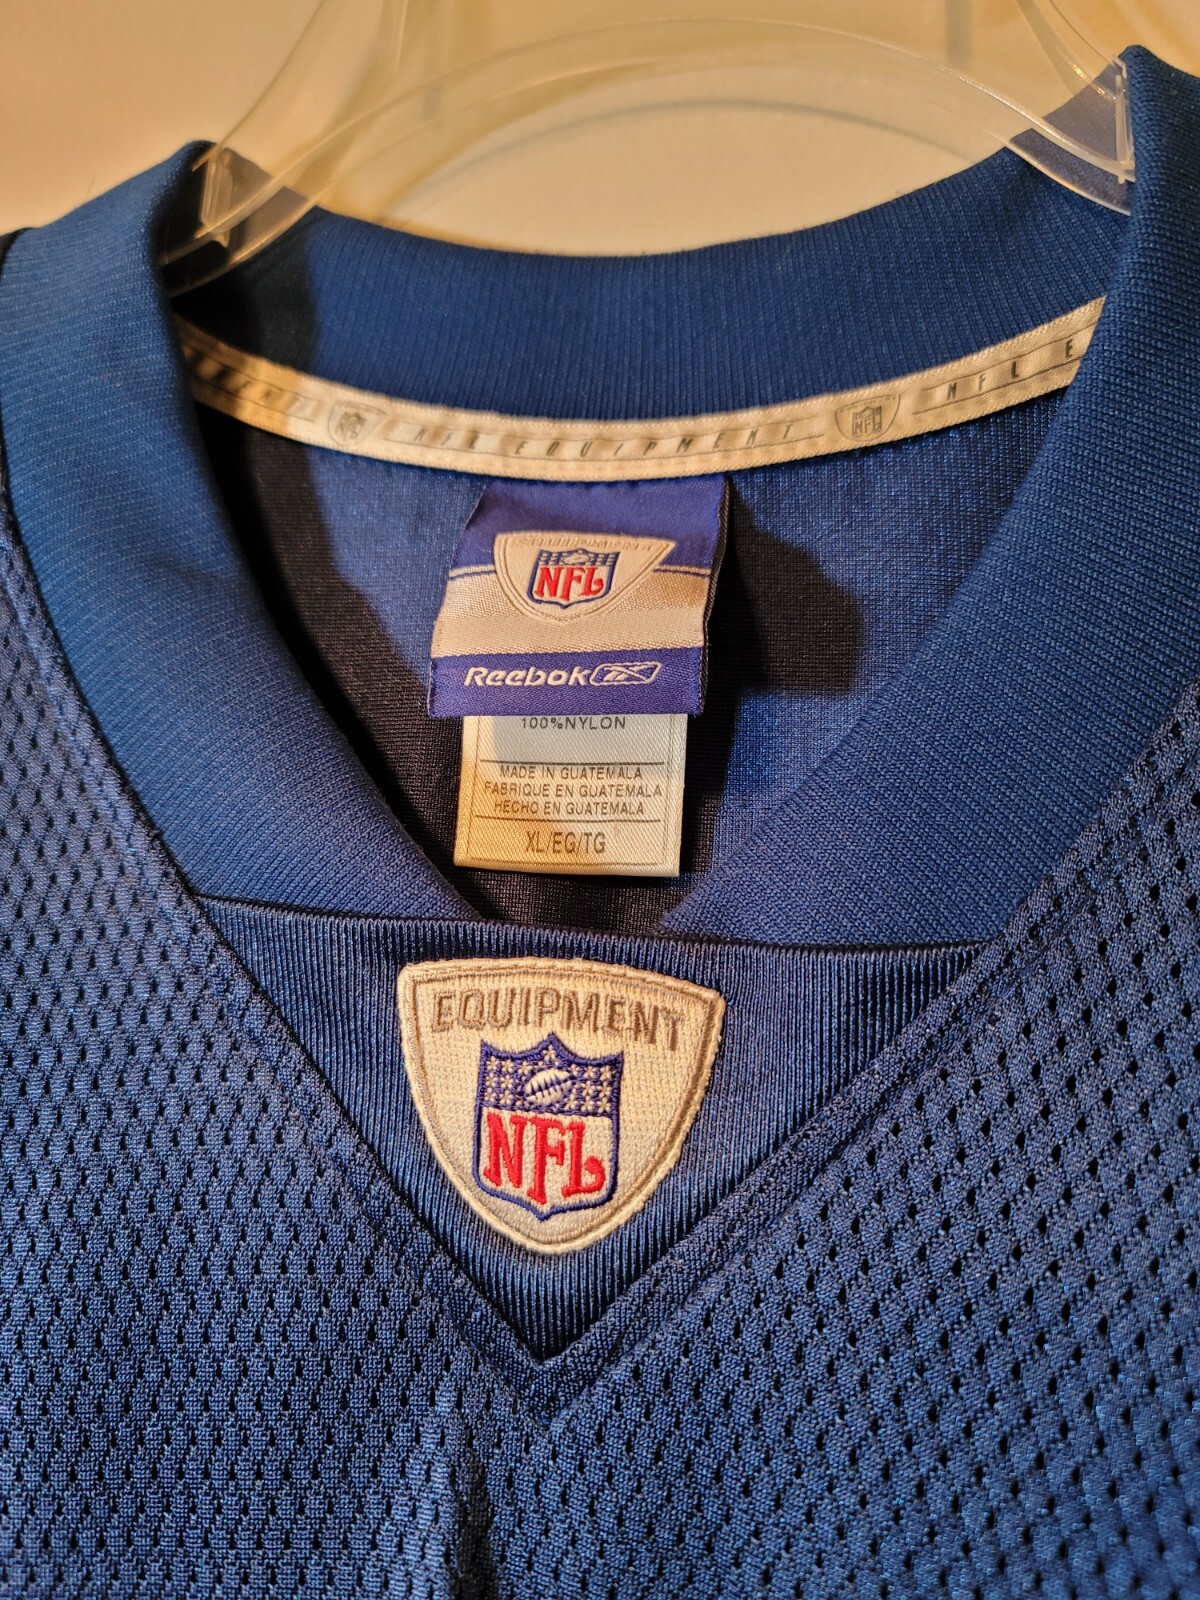 NFL EQUIPMENT
NFL
NFL E
EQUIPMENT
NFL
Reebok
100%NYLON
MADE IN GUATEMALA
FABRIQUE EN GUATEMALA
HECHO EN GUATEMALA
XL/EG/TG
EQUIPMENT
NFL